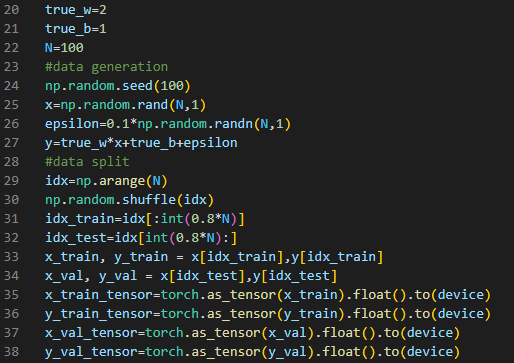 20 true_w=2
21 true_b=1
22 N=100
23 #data generation
24 np.random.seed(100)
25 x=np.random.rand(N,1)
26 epsilon=0.1*np.random.randn(N,1)
27 y=true_w*x+true_b+epsilon
28 #data split
29 idx=np.arange(N)
30 np.random.shuffle(idx)
31 idx_train=idx[:int(0.8*N)]
32 idx_test=idx[int(0.8*N):]
33 x_train, y_train = x[idx_train],y[idx_train]
34 x_val, y_val = x[idx_test],y[idx_test]
35 x_train_tensor=torch.as_tensor(x_train).float().to(device)
36 y_train_tensor=torch.as_tensor(y_train).float().to(device)
37 x_val_tensor=torch.as_tensor(x_val).float().to(device)
38 y_val_tensor=torch.as_tensor(y_val).float().to(device)